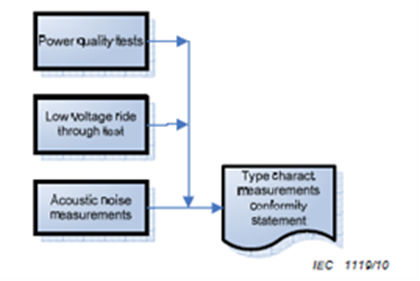 Power quality tests
Low Voltage ride
through test
Acoustic noise
measurements
Type charact.
measurements
conformity
statement
IEC 1119/10